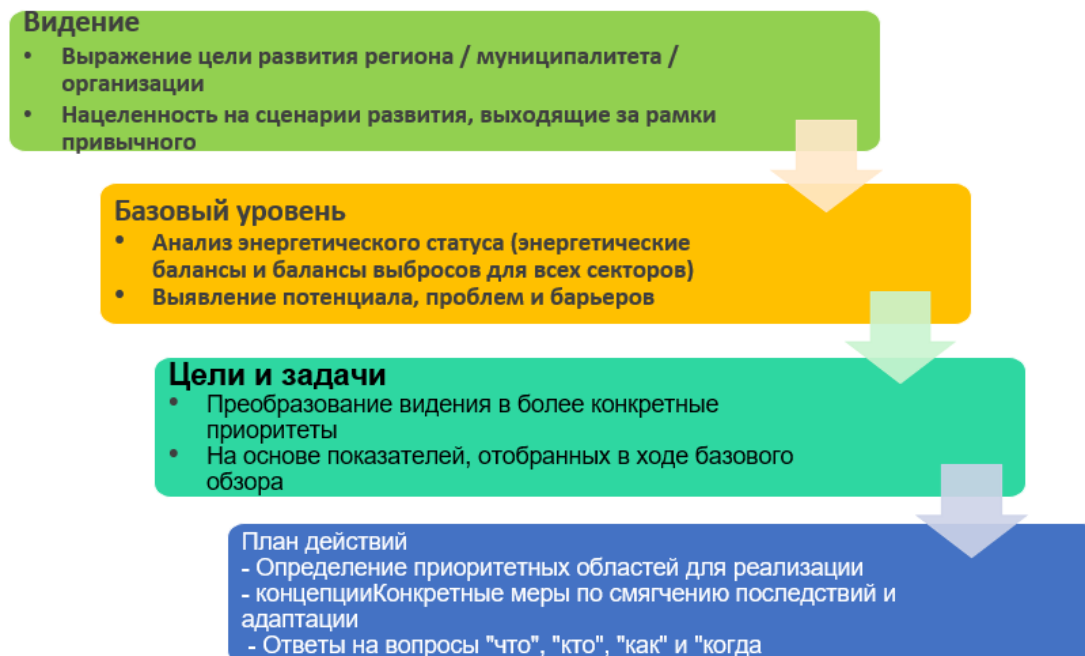 Видение
• Выражение цели развития региона / муниципалитета /
организации
• Нацеленность на сценарии развития, выходящие за рамки
привычного
Базовый уровень
• Анализ энергетического статуса (энергетические
балансы и балансы выбросов для всех секторов)
• Выявление потенциала, проблем и барьеров
Цели и задачи
• Преобразование видения в более конкретные
приоритеты
• На основе показателей, отобранных в ходе базового
обзора
План действий
- Определение приоритетных областей для реализации
- концепцииКонкретные меры по смягчению последствий и
адаптации
- Ответы на вопросы "что", "кто", "как" и "когда